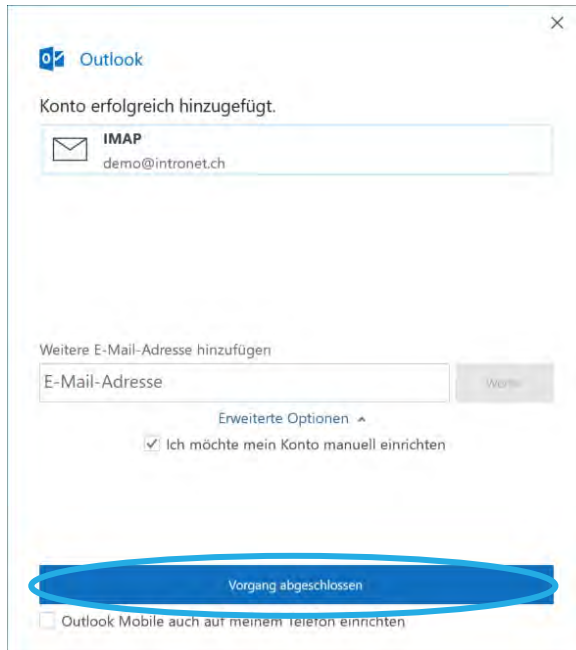 Outlook
Konto erfolgreich hinzugefügt.
IMAP
demo@intronet.ch
Weitere E-Mail-Adresse hinzufügen
E-Mail-Adresse
Weiter
Erweiterte Optionen
Ich möchte mein Konto manuell einrichten
Vorgang abgeschlossen
Outlook Mobile auch auf meinem Telefon einrichten